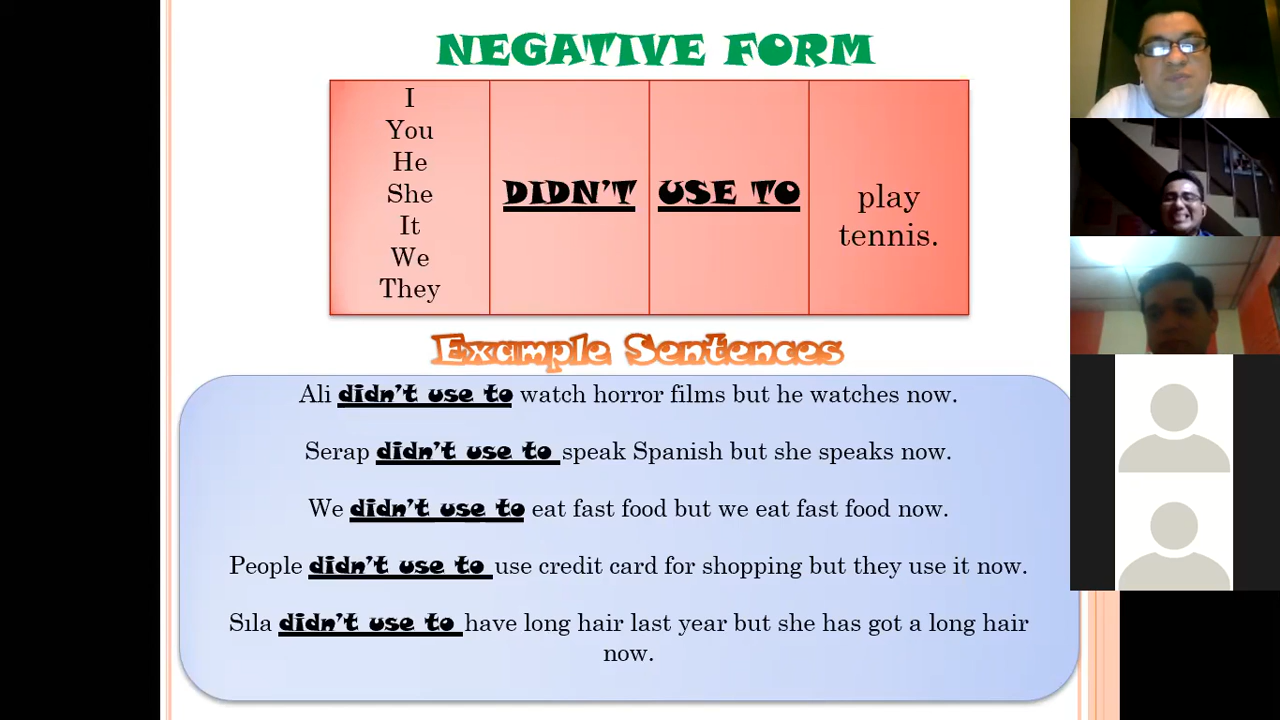 NEGATIVE FORM
I
You
He
She
It
We
They
DIDN'T
USE TO
play
tennis.
Example Sentences
Ali didn't use to watch horror films but he watches now.
Serap didn't use to speak Spanish but she speaks now.
We didn't use to eat fast food but we eat fast food now.
People didn't use to use credit card for shopping but they use it now.
Sıla didn't use to have long hair last year but she has got a long hair
now.